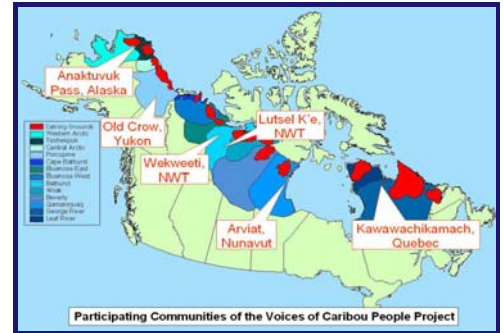 Anaktuvuk
Pass, Alaska
Old Crow,
Yukon
Lutsel K'e,
NWT
Wekweeti,
NWT
Arviat,
Nunavut
Kawawachikamach,
Quebec
Calving Grounds
Western Arctic
Teshekpuk
Central Arctic
Porcupine
Cape Bathurst
Bluenose East
Bluenose West
Bathurst
Ahiak
Beverly
Qamanirjuaq
George River
Leaf River
Participating Communities of the Voices of Caribou People Project